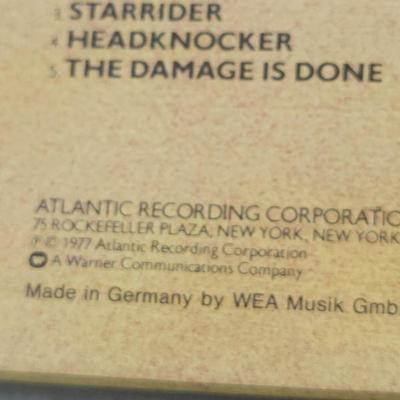 3. STARRIDER
4. HEADKNOCKER
5. THE DAMAGE IS DONE
ATLANTIC RECORDING CORPORATIO
75 ROCKEFELLER PLAZA, NEW YORK, NEW YORK
℗ © 1977 Atlantic Recording Corporation
A Warner Communications Company
Made in Germany by WEA Musik Gmb